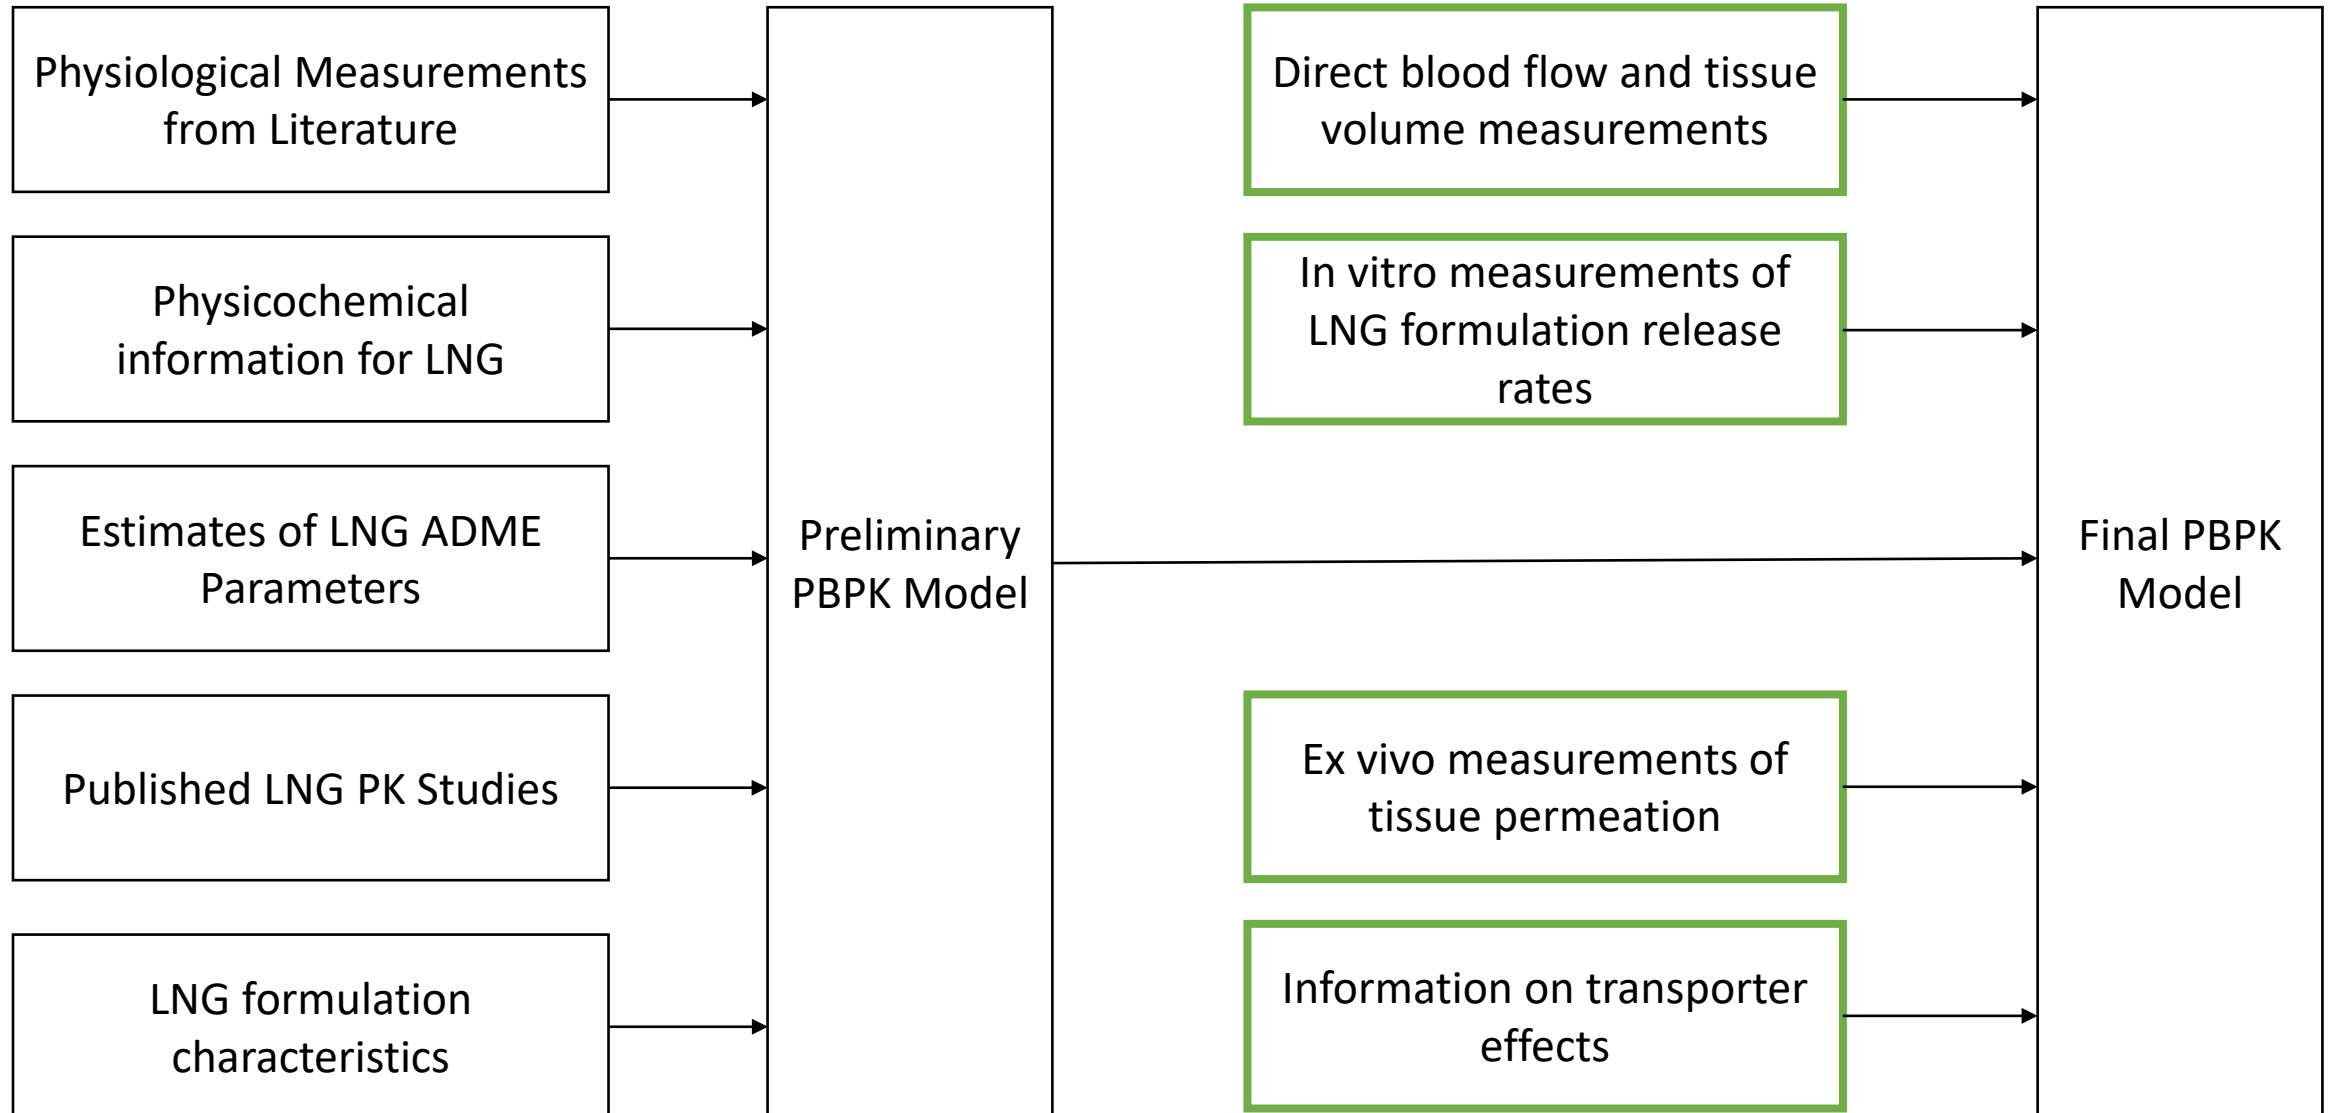 Physiological Measurements
from Literature
Physicochemical
information for LNG
Estimates of LNG ADME
Parameters
Published LNG PK Studies
LNG formulation
characteristics
Preliminary
PBPK Model
Direct blood flow and tissue
volume measurements
In vitro measurements of
LNG formulation release
rates
Ex vivo measurements of
tissue permeation
Information on transporter
effects
Final PBPK
Model